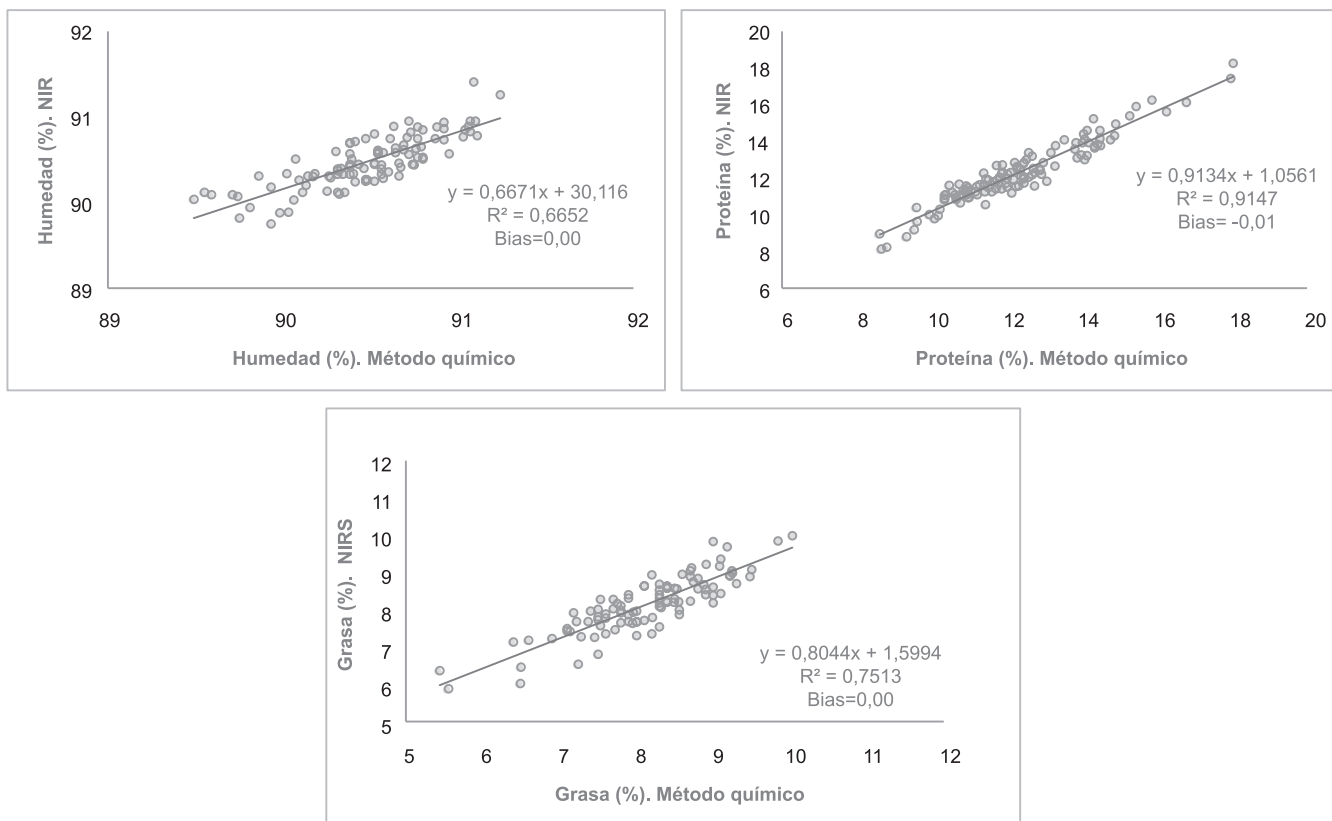 92
91
90
89
89
90
91
92
Humedad (%). NIR
Humedad (%). Método químico
y = 0,6671x + 30,116
R² = 0,6652
Bias=0,00
20
18
16
14
12
10
8
6
6
8
10
12
14
16
18
20
Proteína (%). NIR
Proteína (%). Método químico
y = 0,9134x + 1,0561
R² = 0,9147
Bias= -0,01
12
11
10
9
8
7
6
5
5
6
7
8
9
10
11
12
Grasa (%). NIRS
Grasa (%). Método químico
y = 0,8044x + 1,5994
R² = 0,7513
Bias=0,00